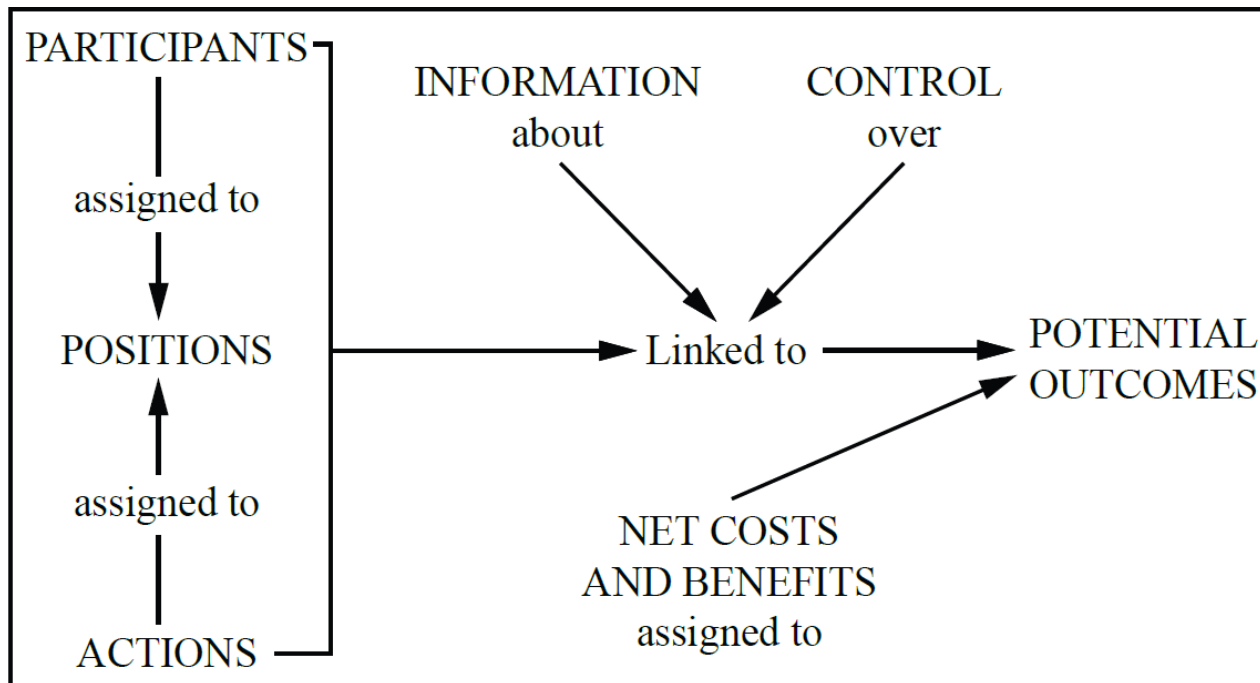 PARTICIPANTS
assigned to
POSITIONS
assigned to
ACTIONS
INFORMATION
about
CONTROL
over
Linked to
POTENTIAL
OUTCOMES
NET COSTS
AND BENEFITS
assigned to